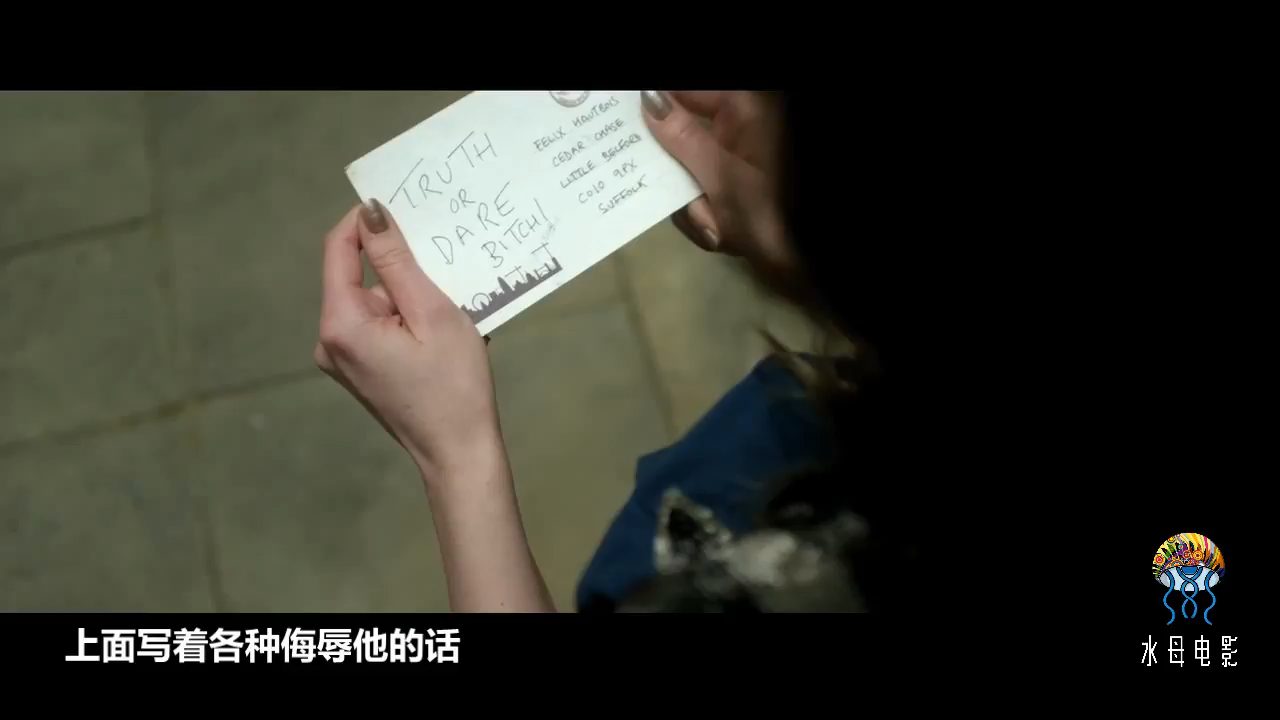 TRUTH
OR
DARE
BITCH!
FELIX HAUTBOIS
CEDAR CHASE
LITTLE BELFORD
CO10 9PX
SUFFOLK
上面写着各种侮辱他的话
水母电影